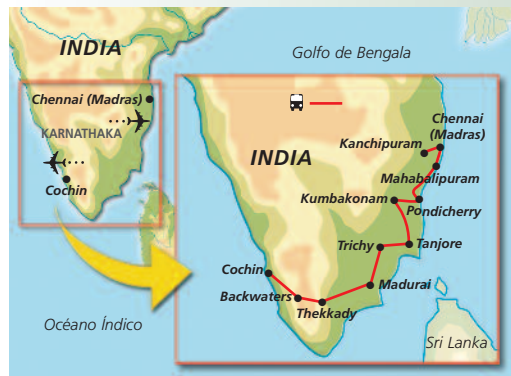 INDIA
Golfo de Bengala
Chennai (Madras)
KARNATHAKA
Cochin
Océano Índico
INDIA
Chennai
(Madras)
Kanchipuram
Mahabalipuram
Kumbakonam
Pondicherry
Trichy
Tanjore
Cochin
Madurai
Backwaters
Thekkady
Sri Lanka